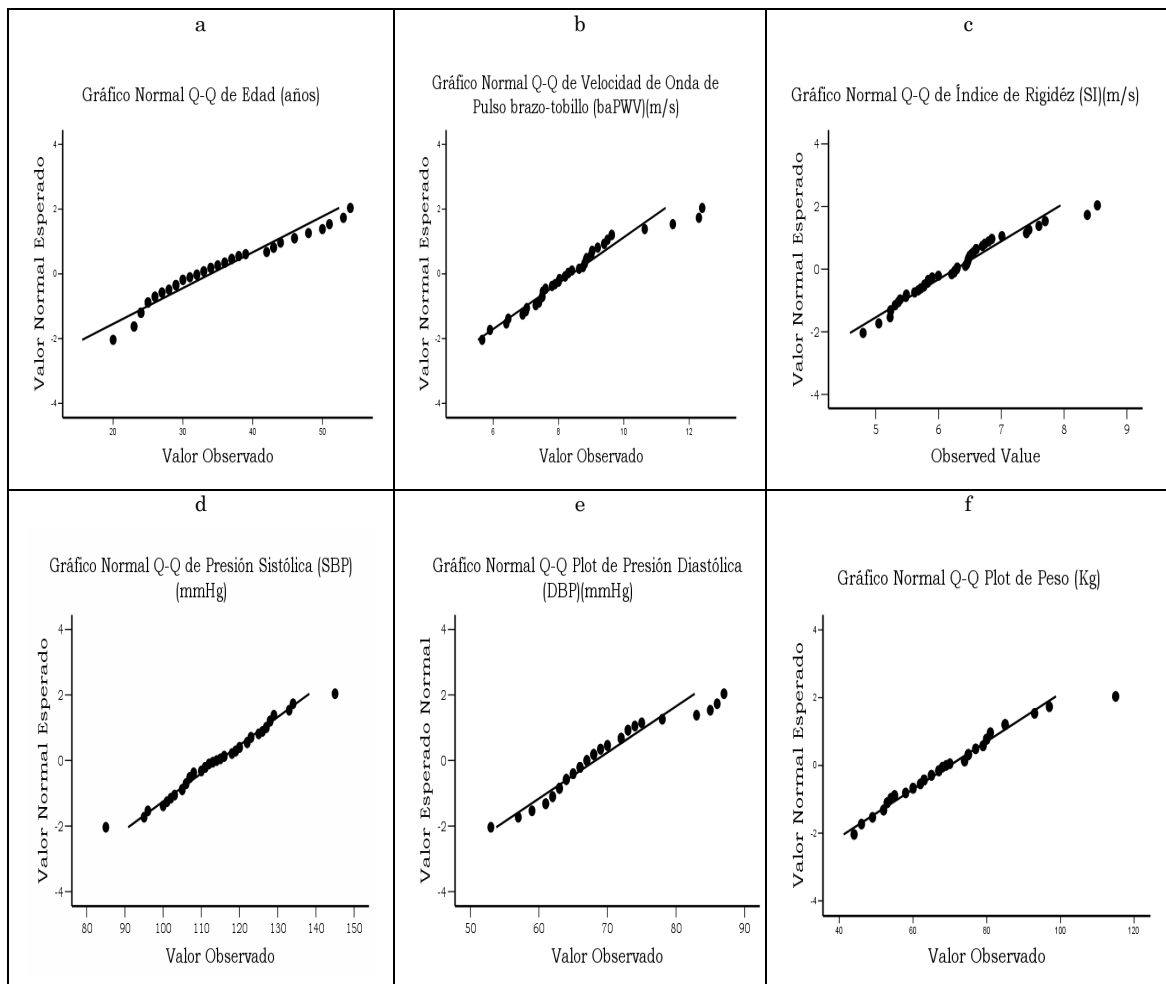 a
Gráfico Normal Q-Q de Edad (años)
Valor Normal Esperado
4
2
0
-2
-4
20 30 40 50
Valor Observado
b
Gráfico Normal Q-Q de Velocidad de Onda de
Pulso brazo-tobillo (baPWV)(m/s)
Valor Normal Esperado
4
2
0
-2
-4
6 8 10 12
Valor Observado
c
Gráfico Normal Q-Q de Índice de Rigidéz (SI)(m/s)
Valor Normal Esperado
4
2
0
-2
-4
5 6 7 8 9
Observed Value
d
Gráfico Normal Q-Q de Presión Sistólica (SBP)
(mmHg)
Valor Normal Esperado
4
2
0
-2
-4
80 90 100 110 120 130 140 150
Valor Observado
e
Gráfico Normal Q-Q Plot de Presión Diastólica
(DBP)(mmHg)
Valor Esperado Normal
4
2
0
-2
-4
50 60 70 80 90
Valor Observado
f
Gráfico Normal Q-Q Plot de Peso (Kg)
Valor Normal Esperado
4
2
0
-2
-4
40 60 80 100 120
Valor Observado